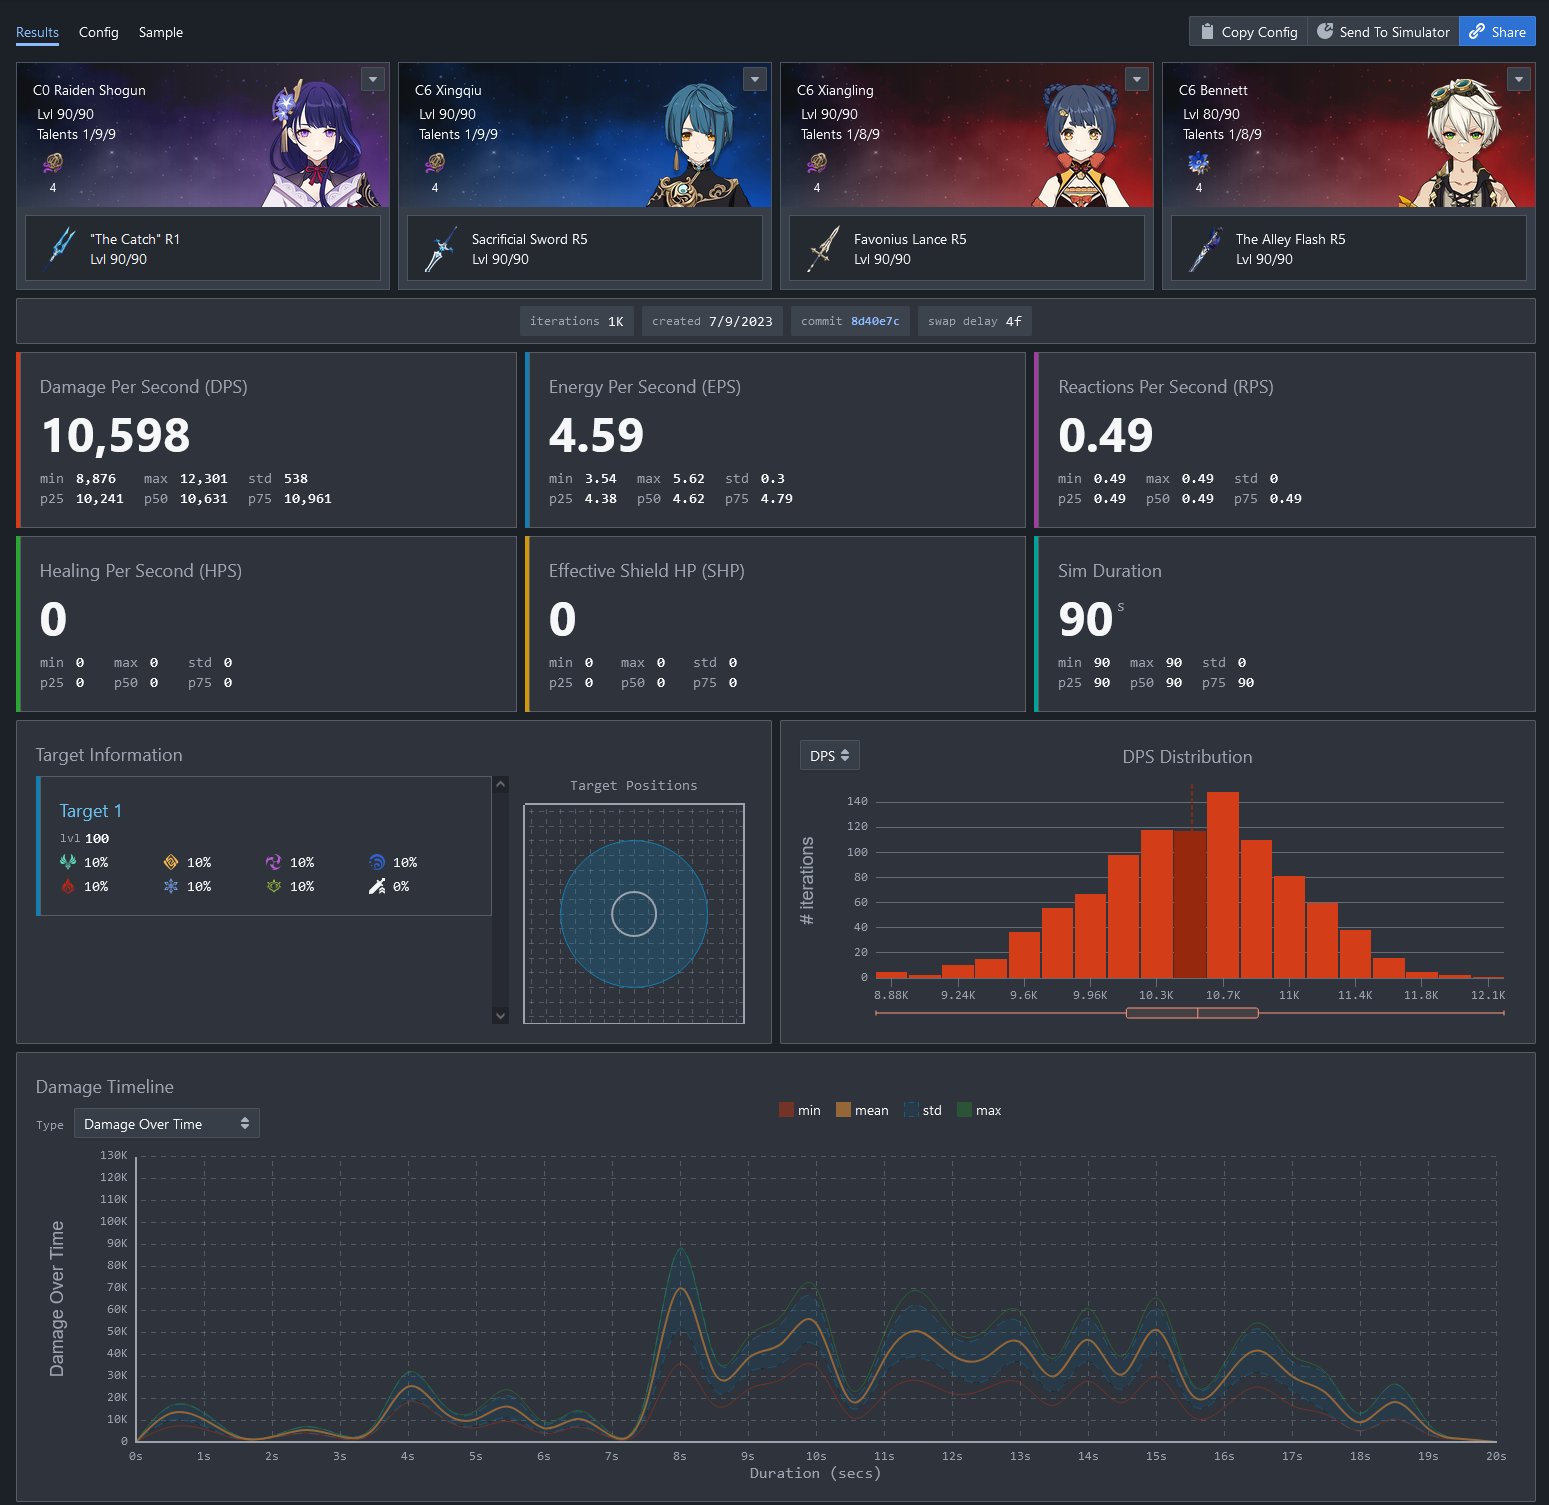 Results Config Sample Copy Config Send To Simulator Share
C0 Raiden Shogun
Lvl 90/90
Talents 1/9/9
4
"The Catch" R1
Lvl 90/90
C6 Xingqiu
Lvl 90/90
Talents 1/9/9
4
Sacrificial Sword R5
Lvl 90/90
C6 Xiangling
Lvl 90/90
Talents 1/8/9
4
Favonius Lance R5
Lvl 90/90
C6 Bennett
Lvl 80/90
Talents 1/8/9
4
The Alley Flash R5
Lvl 90/90
iterations 1K created 7/9/2023 commit 8d40e7c swap delay 4f
Damage Per Second (DPS)
10,598
min 8,876 max 12,301 std 538
p25 10,241 p50 10,631 p75 10,961
Energy Per Second (EPS)
4.59
min 3.54 max 5.62 std 0.3
p25 4.38 p50 4.62 p75 4.79
Reactions Per Second (RPS)
0.49
min 0.49 max 0.49 std 0
p25 0.49 p50 0.49 p75 0.49
Healing Per Second (HPS)
0
min 0 max 0 std 0
p25 0 p50 0 p75 0
Effective Shield HP (SHP)
0
min 0 max 0 std 0
p25 0 p50 0 p75 0
Sim Duration
90 s
min 90 max 90 std 0
p25 90 p50 90 p75 90
Target Information
Target 1
lvl 100
10% 10% 10% 10%
10% 10% 10% 0%
Target Positions
DPS
DPS Distribution
# iterations
140
120
100
80
60
40
20
0
8.88K 9.24K 9.6K 9.96K 10.3K 10.7K 11K 11.4K 11.8K 12.1K
Damage Timeline
Type Damage Over Time
min mean std max
Damage Over Time
130K
120K
110K
100K
90K
80K
70K
60K
50K
40K
30K
20K
10K
0
0s 1s 2s 3s 4s 5s 6s 7s 8s 9s 10s 11s 12s 13s 14s 15s 16s 17s 18s 19s 20s
Duration (secs)